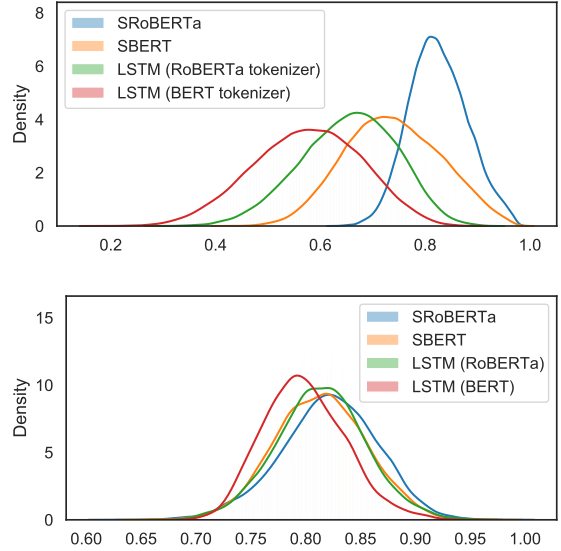 8
6
4
2
0
Density
SRoBERTa
SBERT
LSTM (RoBERTa tokenizer)
LSTM (BERT tokenizer)
0.2 0.4 0.6 0.8 1.0
15
10
5
0
Density
SRoBERTa
SBERT
LSTM (RoBERTa)
LSTM (BERT)
0.60 0.65 0.70 0.75 0.80 0.85 0.90 0.95 1.00